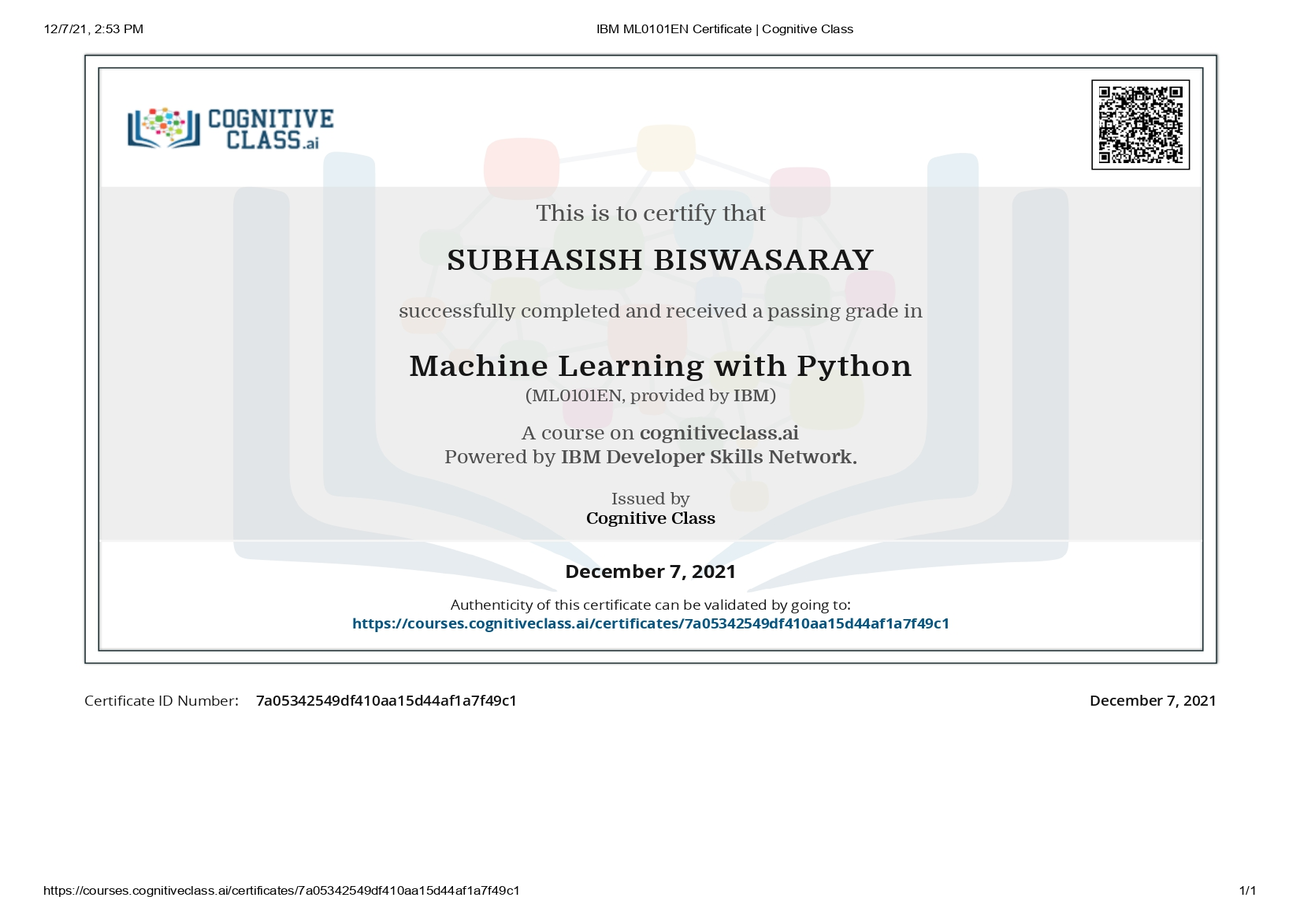 12/7/21, 2:53 PM
IBM ML0101EN Certificate | Cognitive Class
COGNITIVE
CLASS.ai
This is to certify that
SUBHASISH BISWASARAY
successfully completed and received a passing grade in
Machine Learning with Python
(ML0101EN, provided by IBM)
A course on cognitiveclass.ai
Powered by IBM Developer Skills Network.
Issued by
Cognitive Class
December 7, 2021
Authenticity of this certificate can be validated by going to:
https://courses.cognitiveclass.ai/certificates/7a05342549df410aa15d44af1a7f49c1
Certificate ID Number: 7a05342549df410aa15d44af1a7f49c1
December 7, 2021
https://courses.cognitiveclass.ai/certificates/7a05342549df410aa15d44af1a7f49c1
1/1